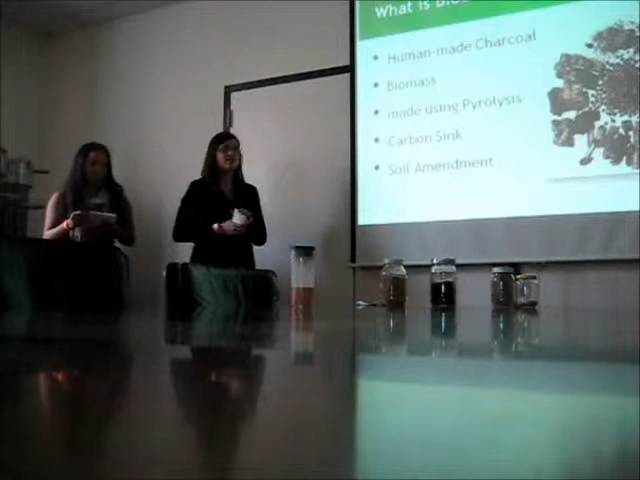 What is
Human-made Charcoal
Biomass
made using Pyrolysis
Carbon Sink
Soil Amendment